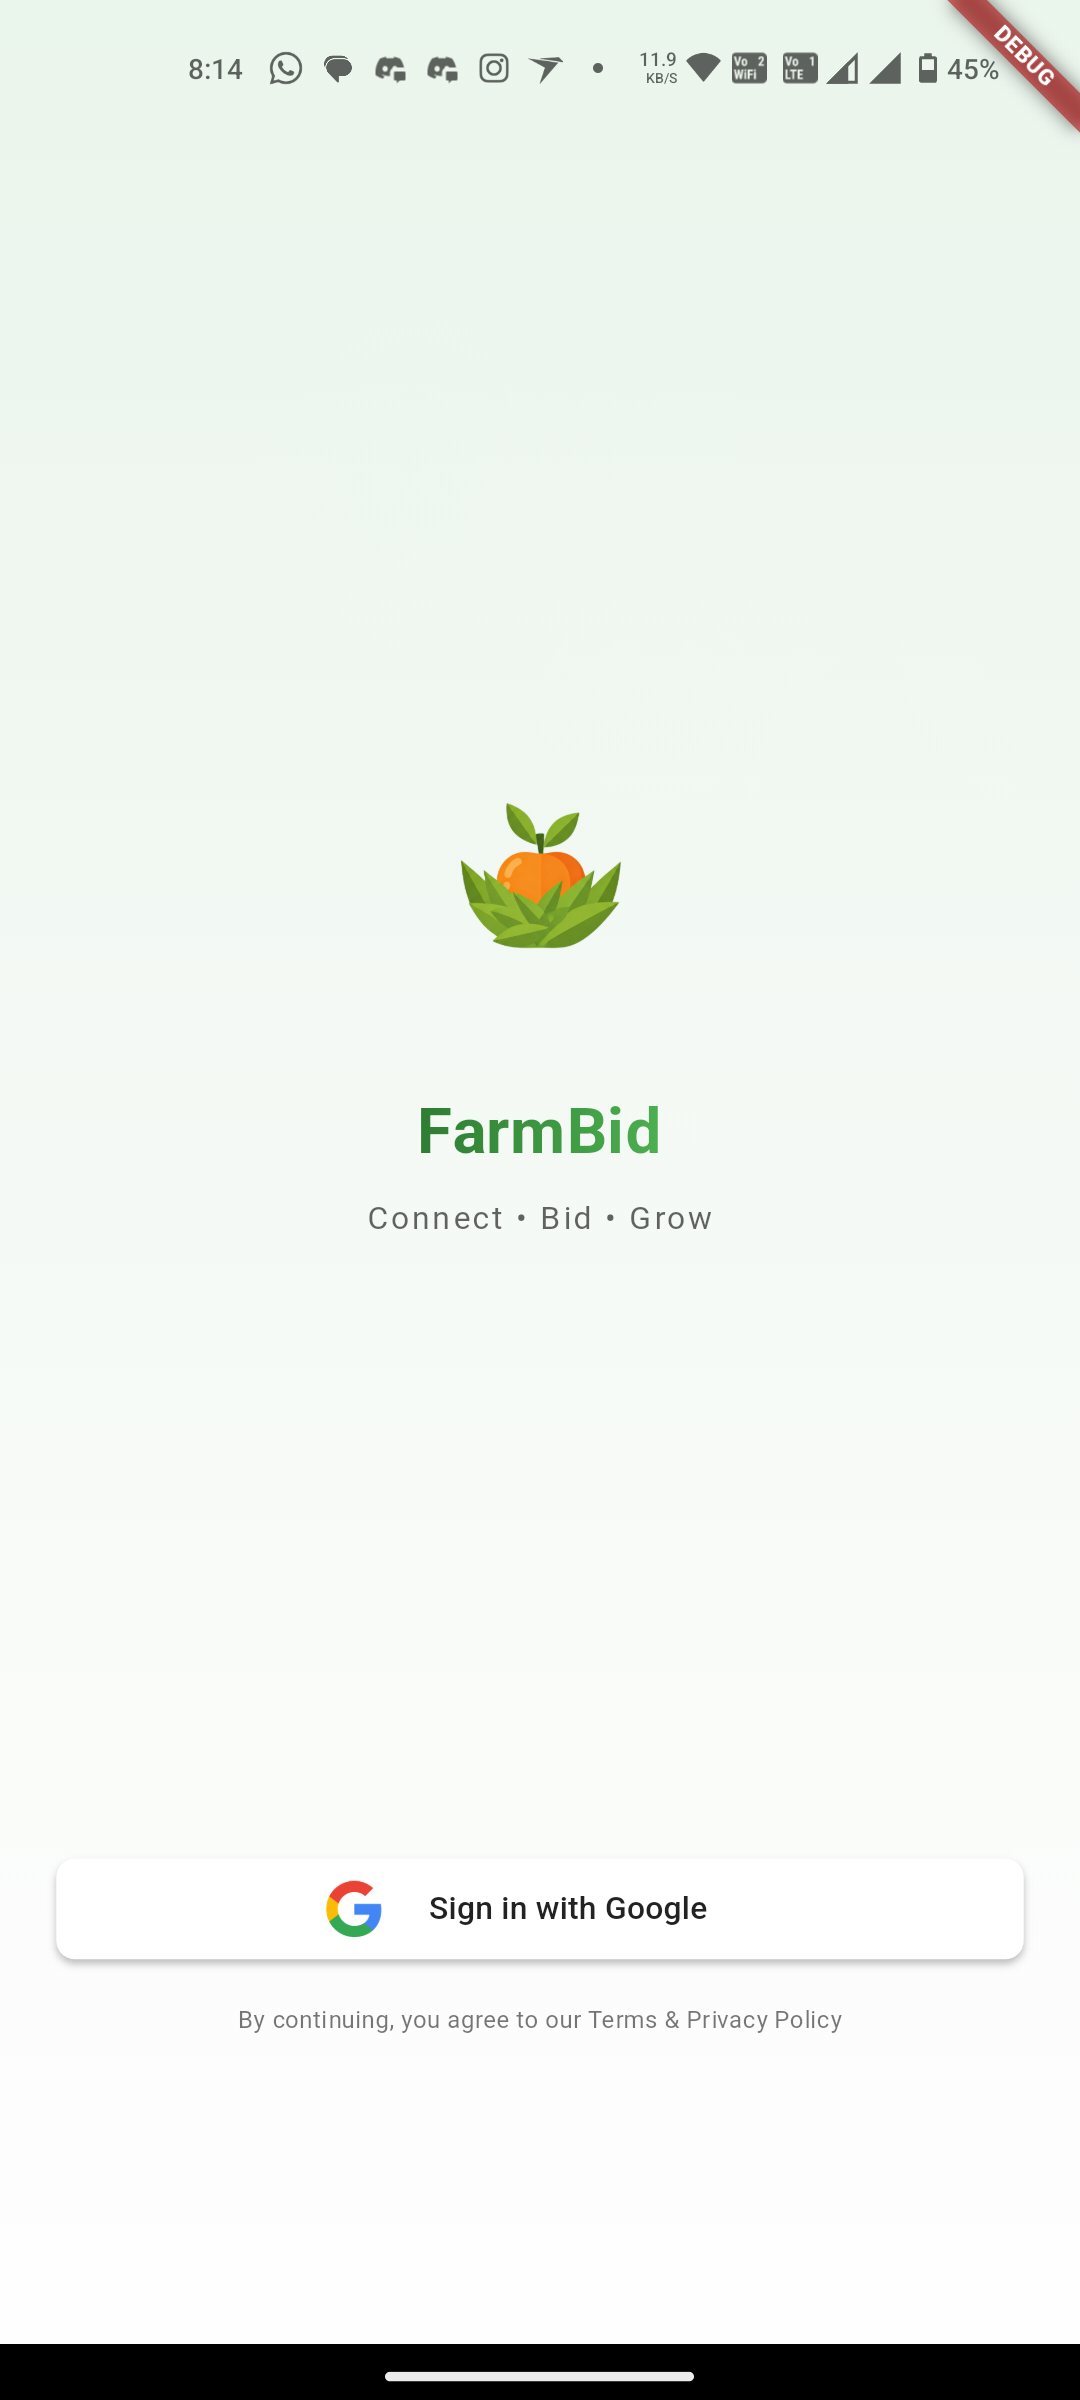 8:14
11.9
KB/S
Vo 2
WiFi
Vo 1
LTE
45%
DEBUG
FarmBid
Connect • Bid • Grow
Sign in with Google
By continuing, you agree to our Terms & Privacy Policy